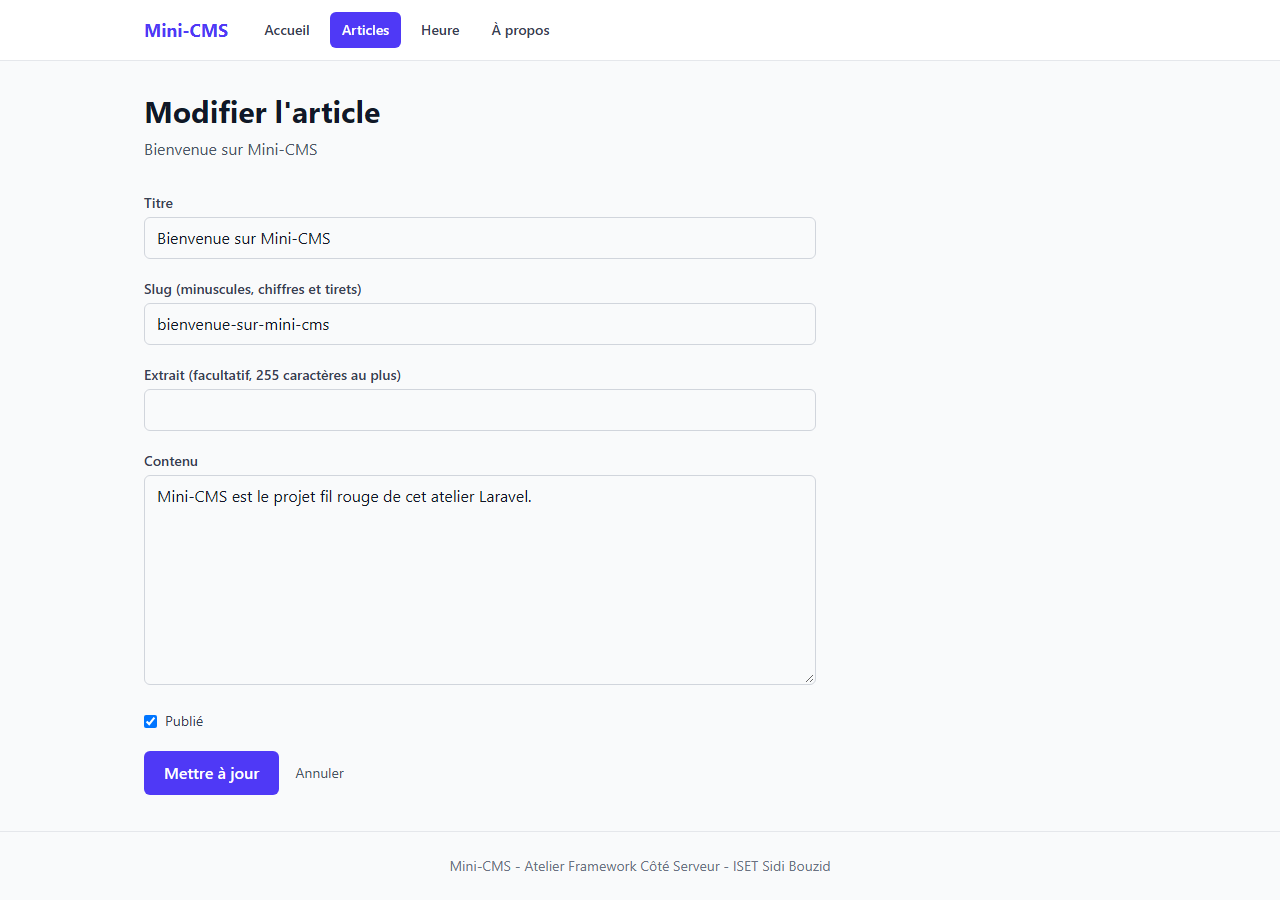 Mini-CMS Accueil Articles Heure À propos
Modifier l'article
Bienvenue sur Mini-CMS
Titre
Bienvenue sur Mini-CMS
Slug (minuscules, chiffres et tirets)
bienvenue-sur-mini-cms
Extrait (facultatif, 255 caractères au plus)
Contenu
Mini-CMS est le projet fil rouge de cet atelier Laravel.
Publié
Mettre à jour Annuler
Mini-CMS - Atelier Framework Côté Serveur - ISET Sidi Bouzid